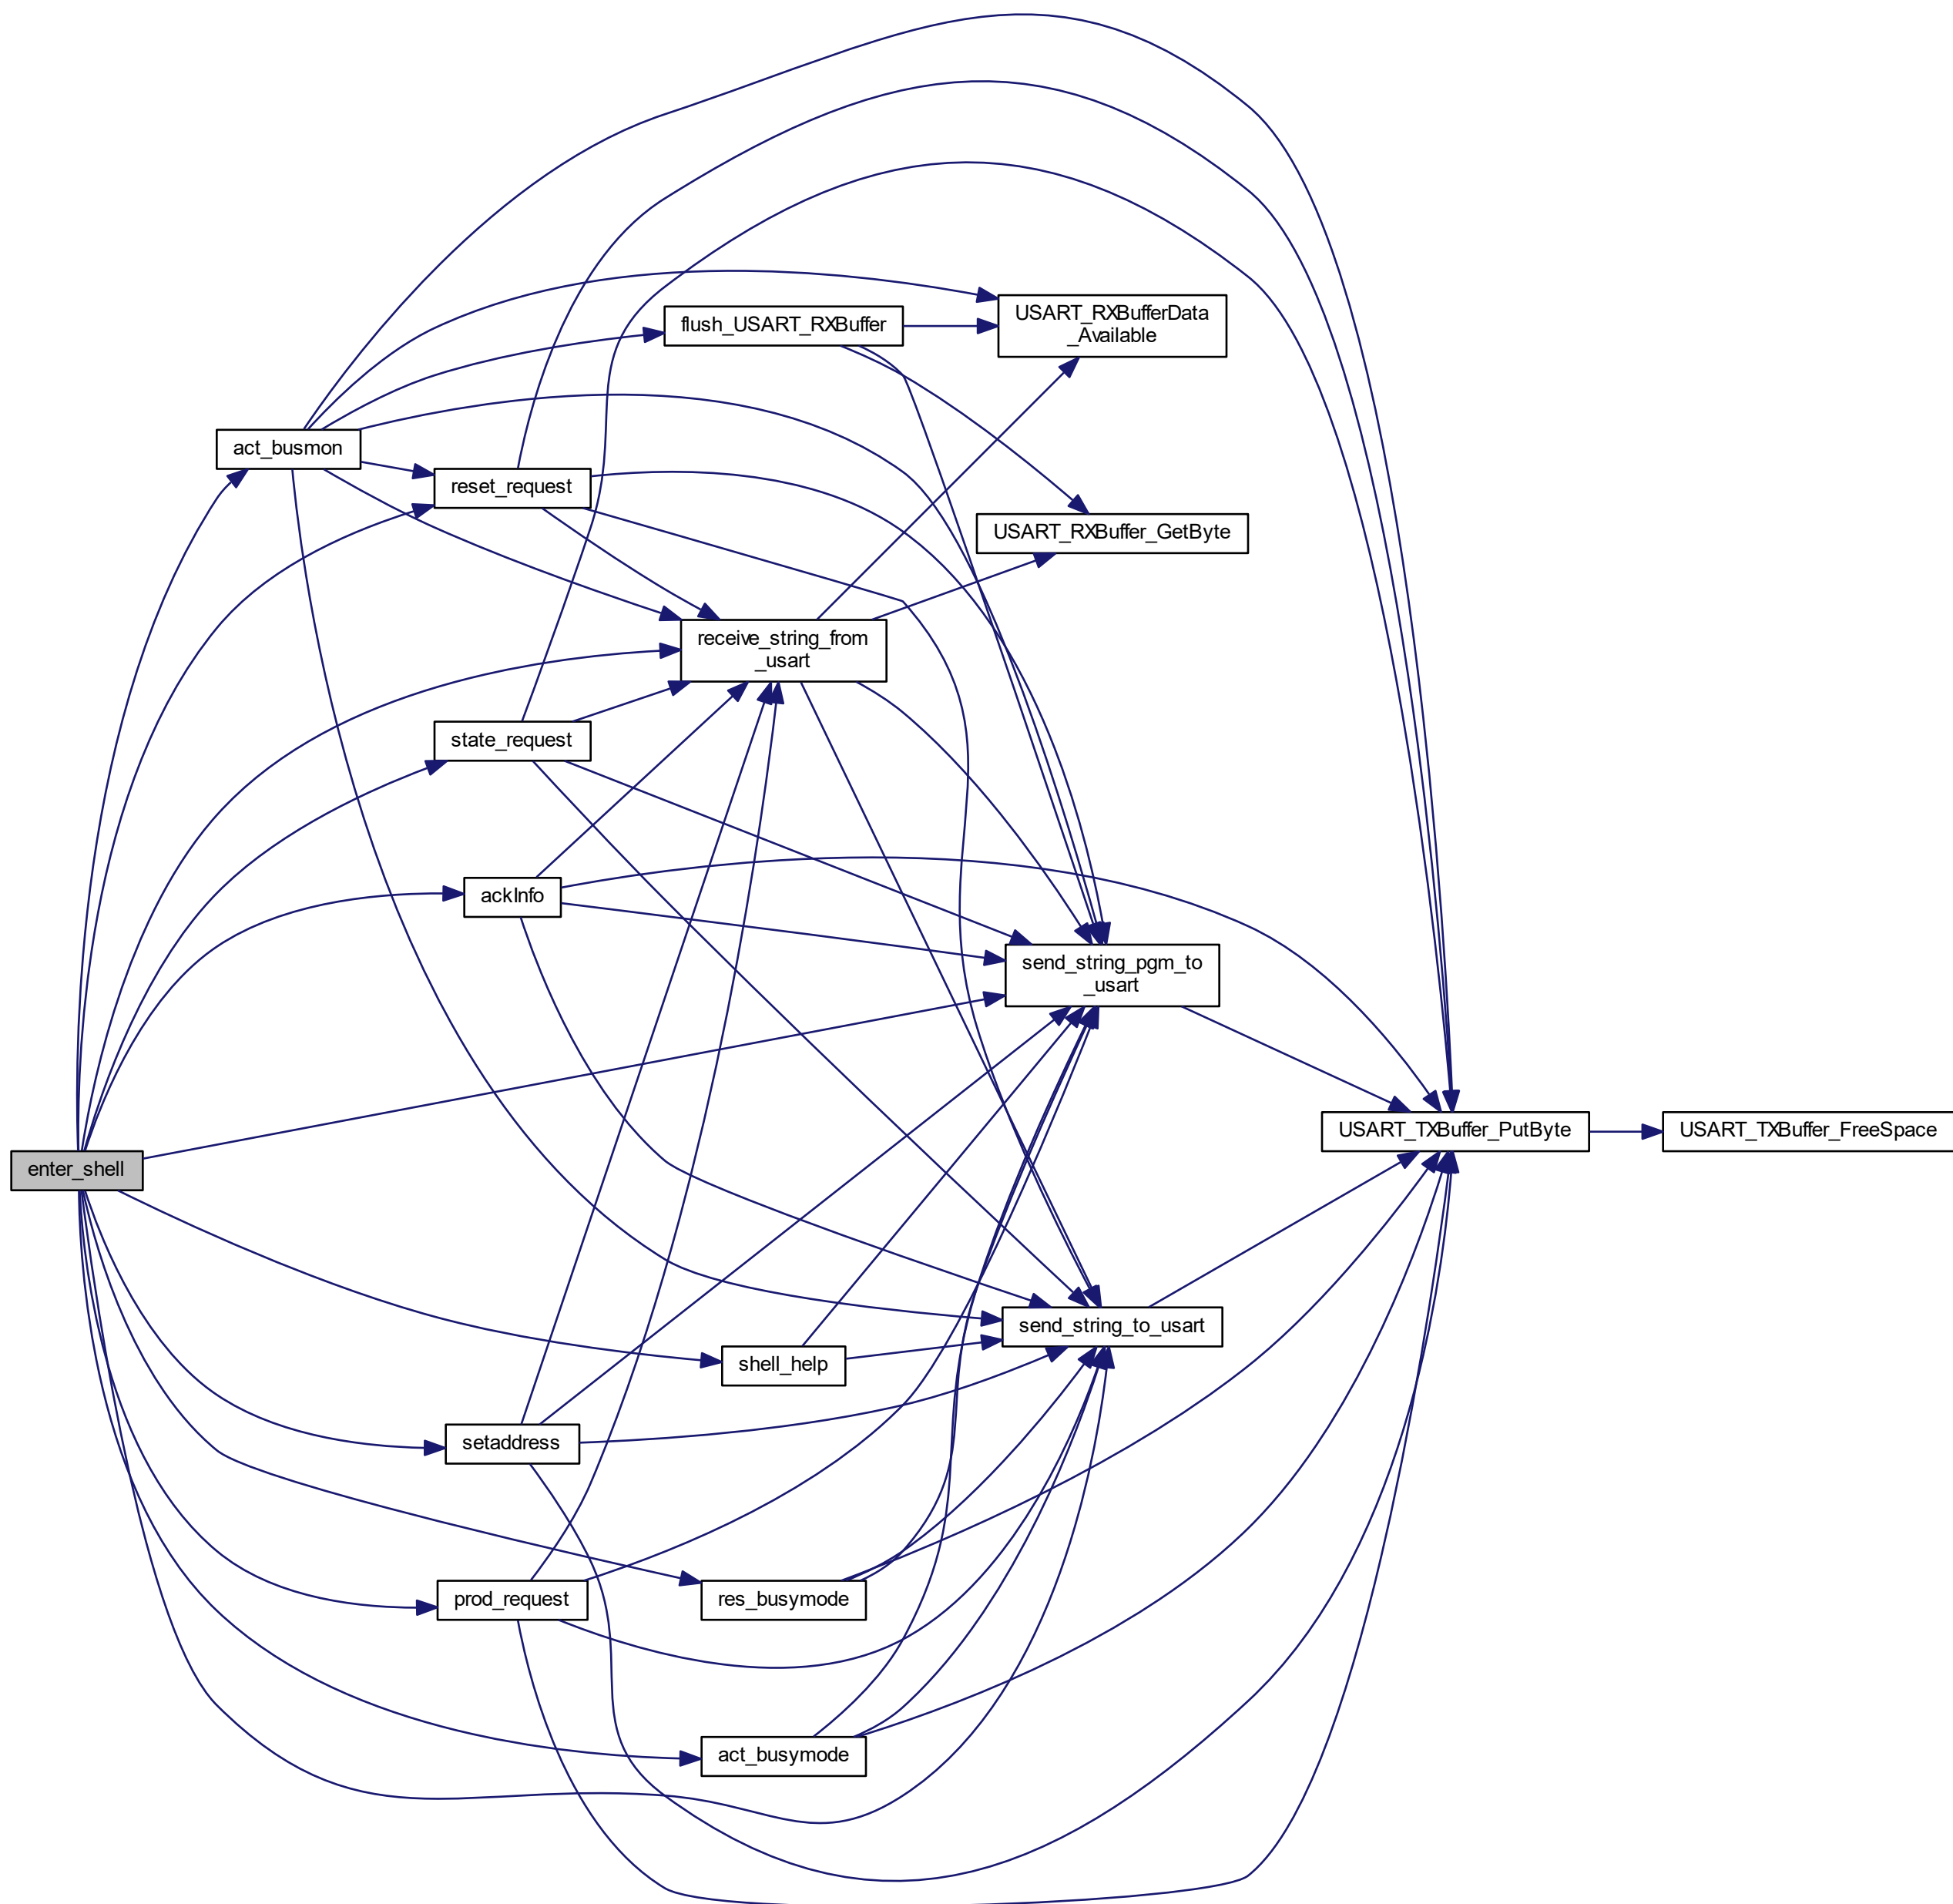 flush_USART_RXBuffer
USART_RXBufferData
_Available
act_busmon
reset_request
USART_RXBuffer_GetByte
receive_string_from
_usart
state_request
ackInfo
send_string_pgm_to
_usart
USART_TXBuffer_PutByte
USART_TXBuffer_FreeSpace
enter_shell
send_string_to_usart
shell_help
setaddress
prod_request
res_busymode
act_busymode